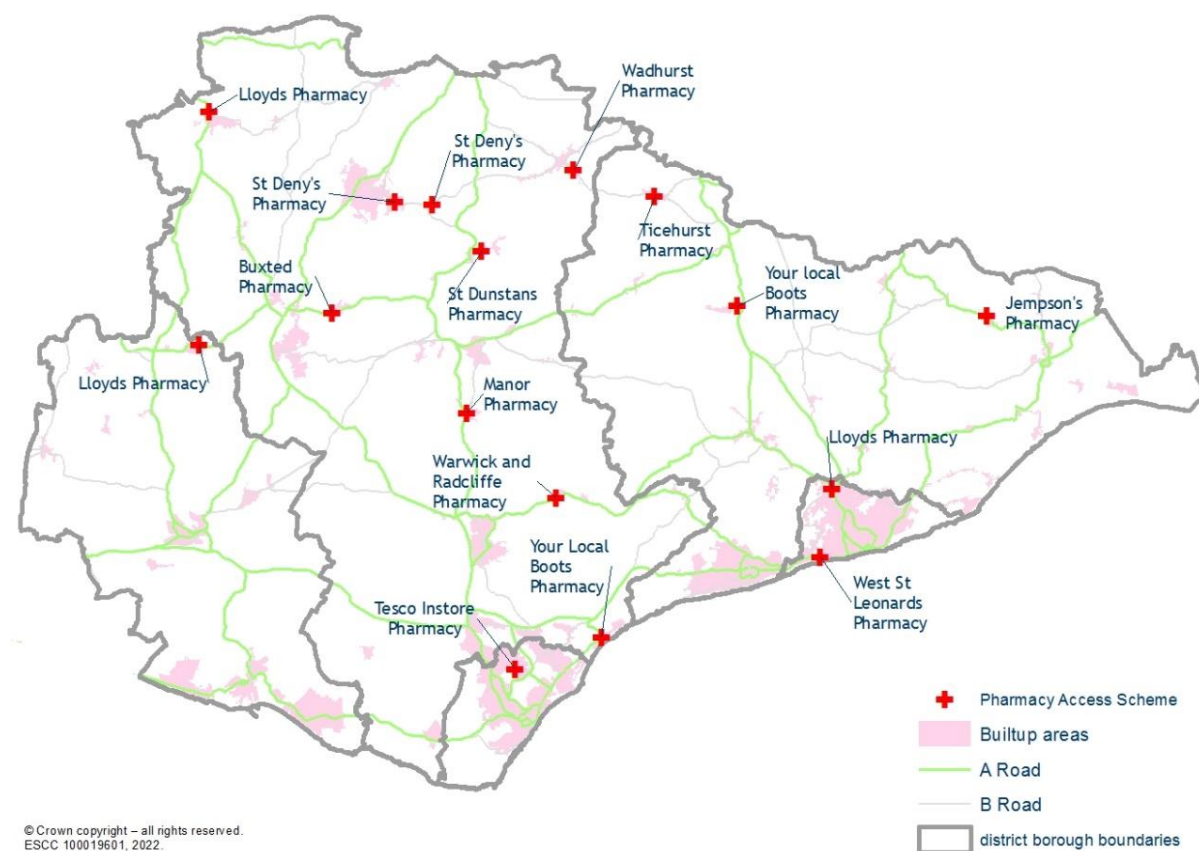 Wadhurst
Pharmacy
Lloyds Pharmacy
St Deny's
Pharmacy
St Deny's
Pharmacy
Ticehurst
Pharmacy
Buxted
Pharmacy
St Dunstans
Pharmacy
Your local
Boots
Pharmacy
Jempson's
Pharmacy
Lloyds Pharmacy
Manor
Pharmacy
Lloyds Pharmacy
Warwick and
Radcliffe
Pharmacy
Your Local
Boots
Pharmacy
West St
Leonards
Pharmacy
Tesco Instore
Pharmacy
Pharmacy Access Scheme
Builtup areas
A Road
B Road
district borough boundaries
© Crown copyright – all rights reserved.
ESCC 100019601, 2022.